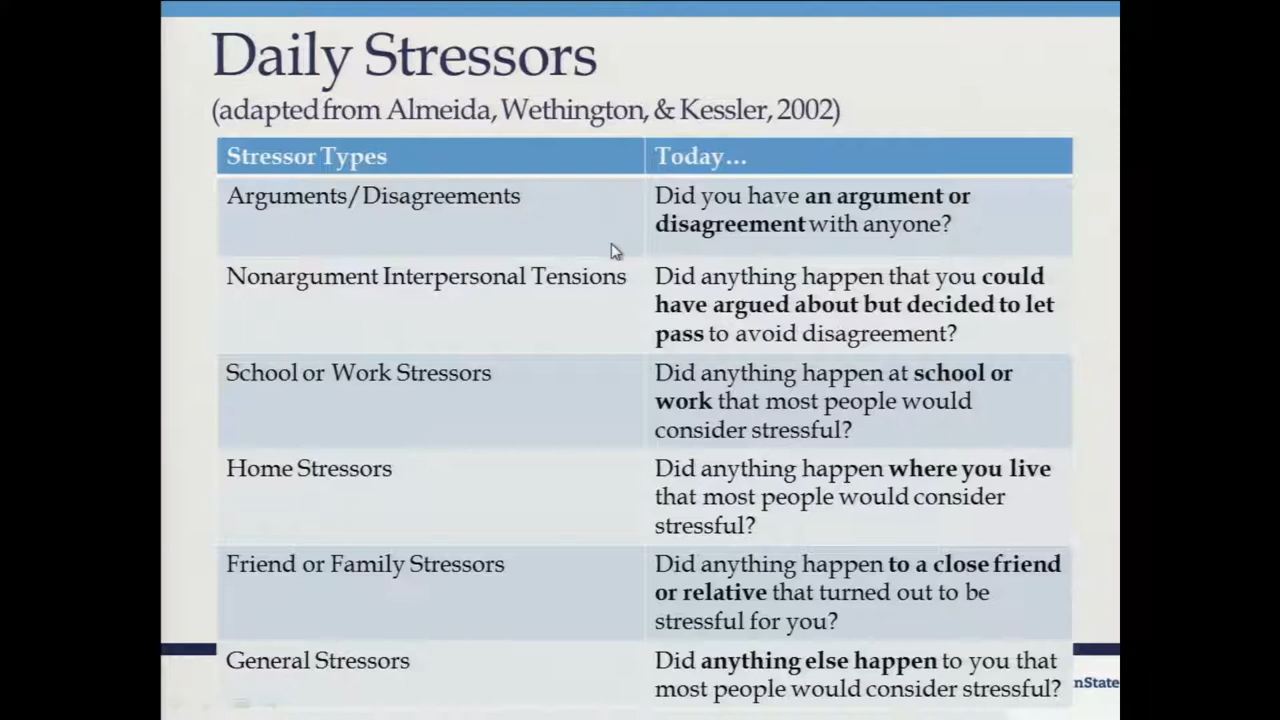 Daily Stressors
(adapted from Almeida, Wethington, & Kessler, 2002)
Stressor Types
Today…
Arguments/Disagreements
Did you have an argument or
disagreement with anyone?
Nonargument Interpersonal Tensions
Did anything happen that you could
have argued about but decided to let
pass to avoid disagreement?
School or Work Stressors
Did anything happen at school or
work that most people would
consider stressful?
Home Stressors
Did anything happen where you live
that most people would consider
stressful?
Friend or Family Stressors
Did anything happen to a close friend
or relative that turned out to be
stressful for you?
General Stressors
Did anything else happen to you that
most people would consider stressful?
nState